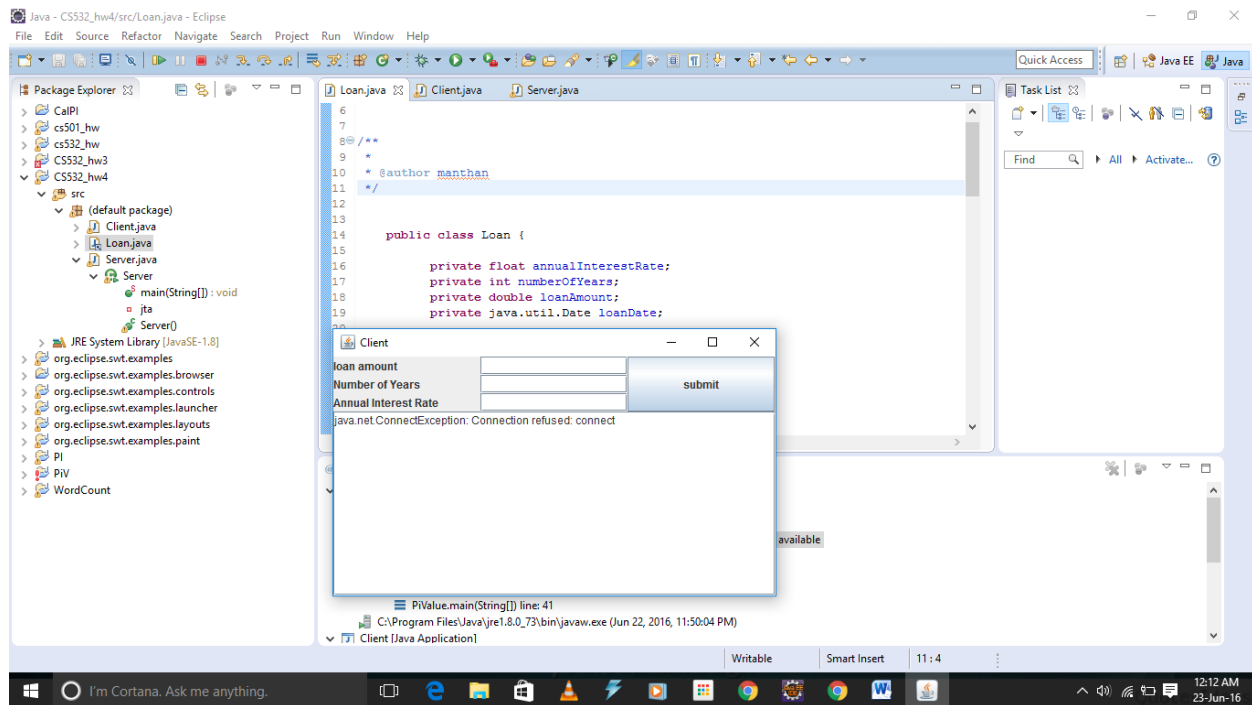 Java - CS532_hw4/src/Loan.java - Eclipse
File Edit Source Refactor Navigate Search Project Run Window Help
Quick Access Java EE Java
Package Explorer
CalPI
cs501_hw
cs532_hw
CS532_hw3
CS532_hw4
src
(default package)
Client.java
Loan.java
Server.java
Server
main(String[]) : void
jta
Server()
JRE System Library [JavaSE-1.8]
org.eclipse.swt.examples
org.eclipse.swt.examples.browser
org.eclipse.swt.examples.controls
org.eclipse.swt.examples.launcher
org.eclipse.swt.examples.layouts
org.eclipse.swt.examples.paint
PI
PiV
WordCount
Loan.java Client.java Server.java
6
7
8 /**
9 *
10 * @author manthan
11 */
12
13
14 public class Loan {
15
16 private float annualInterestRate;
17 private int numberOfYears;
18 private double loanAmount;
19 private java.util.Date loanDate;
Client
loan amount
Number of Years
Annual Interest Rate
submit
java.net.ConnectException: Connection refused: connect
available
PiValue.main(String[]) line: 41
C:\Program Files\Java\jre1.8.0_73\bin\javaw.exe (Jun 22, 2016, 11:50:04 PM)
Client [Java Application]
Task List
Find All Activate...
Writable Smart Insert 11 : 4
I'm Cortana. Ask me anything.
12:12 AM
23-Jun-16